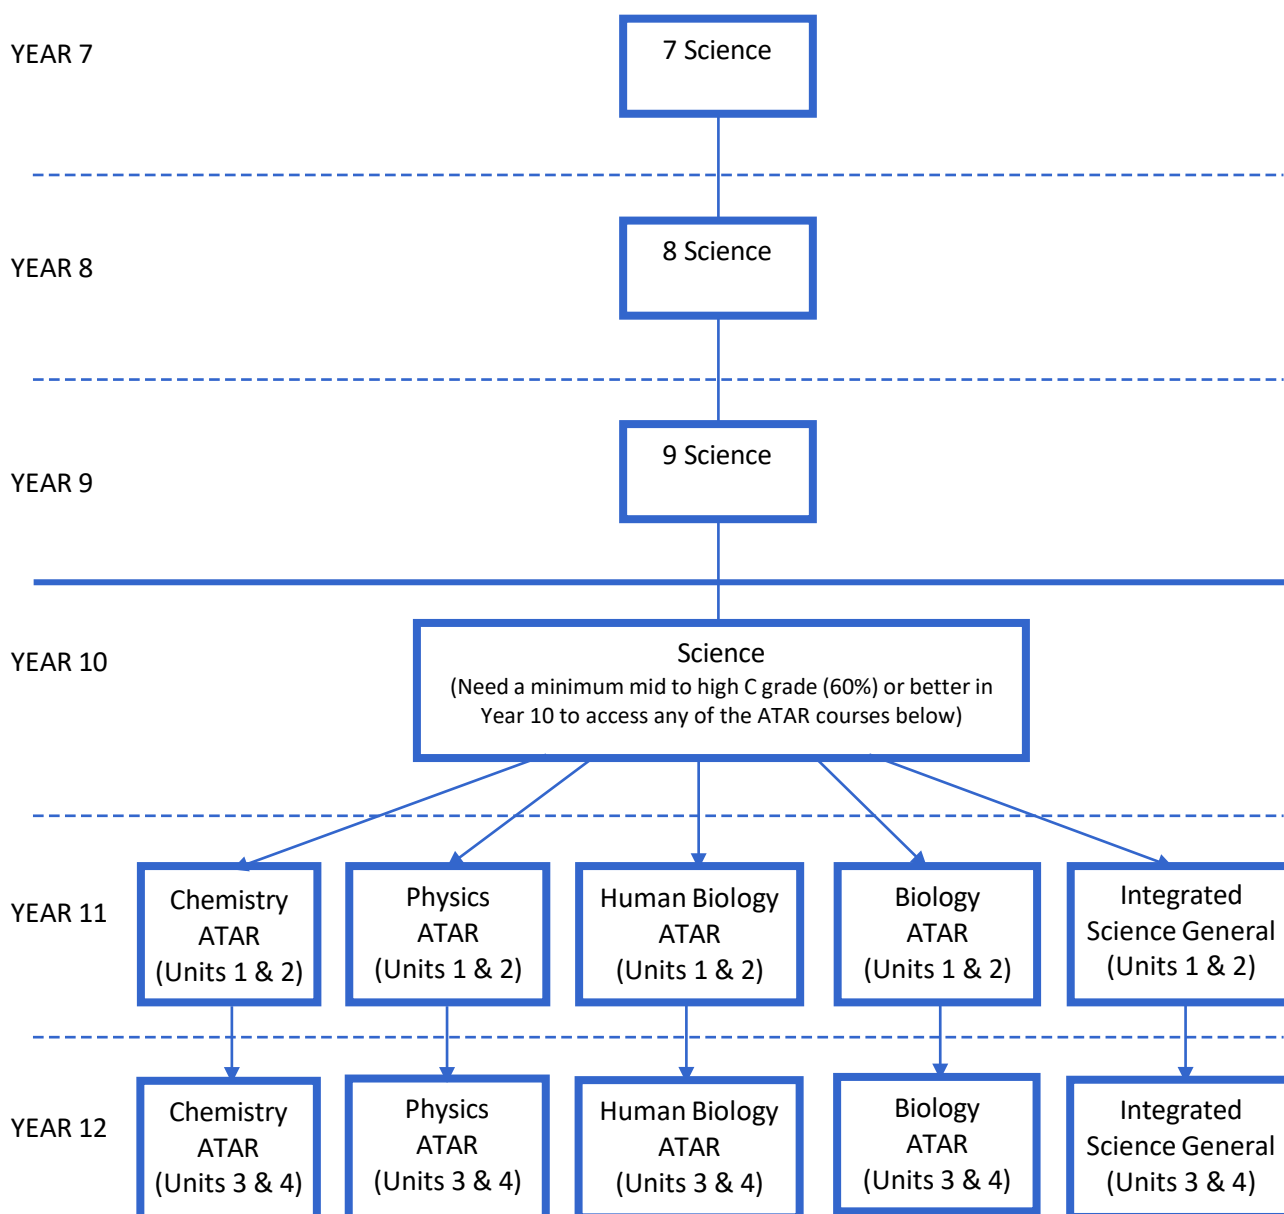 YEAR 7
7 Science
YEAR 8
8 Science
YEAR 9
9 Science
YEAR 10
Science
(Need a minimum mid to high C grade (60%) or better in
Year 10 to access any of the ATAR courses below)
YEAR 11
Chemistry
ATAR
(Units 1 & 2)
Physics
ATAR
(Units 1 & 2)
Human Biology
ATAR
(Units 1 & 2)
Biology
ATAR
(Units 1 & 2)
Integrated
Science General
(Units 1 & 2)
YEAR 12
Chemistry
ATAR
(Units 3 & 4)
Physics
ATAR
(Units 3 & 4)
Human Biology
ATAR
(Units 3 & 4)
Biology
ATAR
(Units 3 & 4)
Integrated
Science General
(Units 3 & 4)